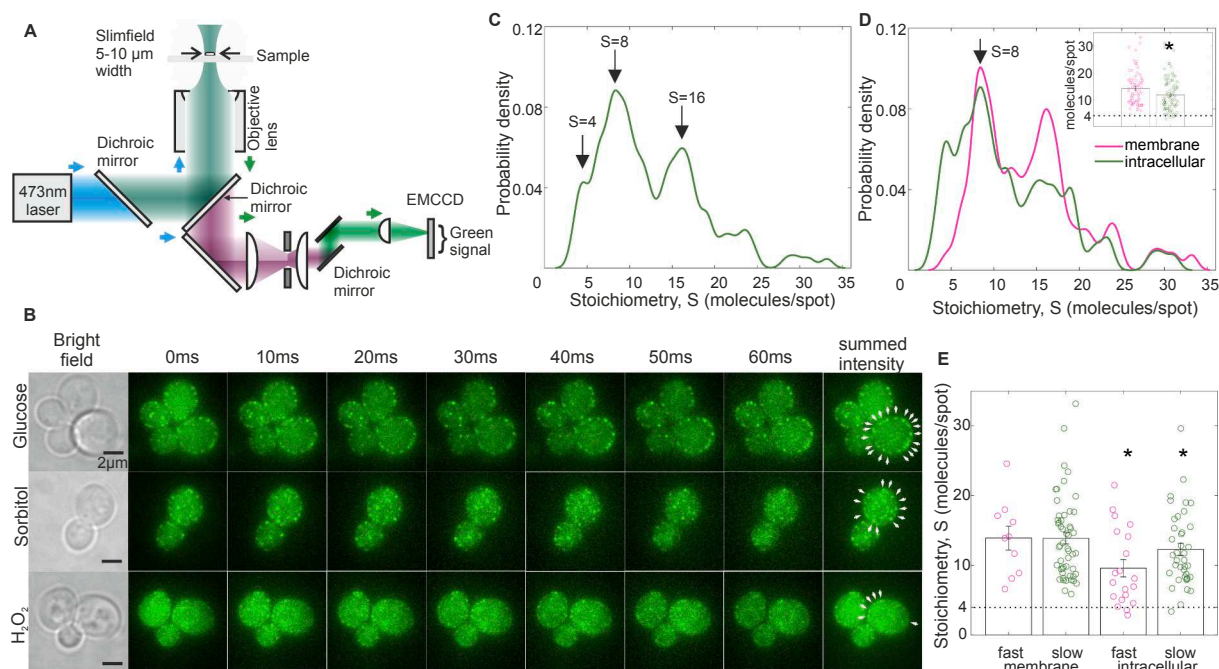 A
Slimfield
5-10 µm
width
Sample
Objective
lens
Dichroic
mirror
473nm
laser
Dichroic
mirror
EMCCD
Green
signal
Dichroic
mirror
B
Bright
field
0ms
10ms
20ms
30ms
40ms
50ms
60ms
summed
intensity
Glucose
2µm
Sorbitol
H₂O₂
C
0.12
0.08
0.04
Probability density
S=4
S=8
S=16
0
5
10
15
20
25
30
35
Stoichiometry, S (molecules/spot)
D
0.12
0.08
0.04
Probability density
S=8
molecules/spot
30
20
10
4
*
membrane
intracellular
0
5
10
15
20
25
30
35
Stoichiometry, S (molecules/spot)
E
Stoichiometry, S (molecules/spot)
30
20
10
4
0
* *
fast slow fast slow
membrane intracellular